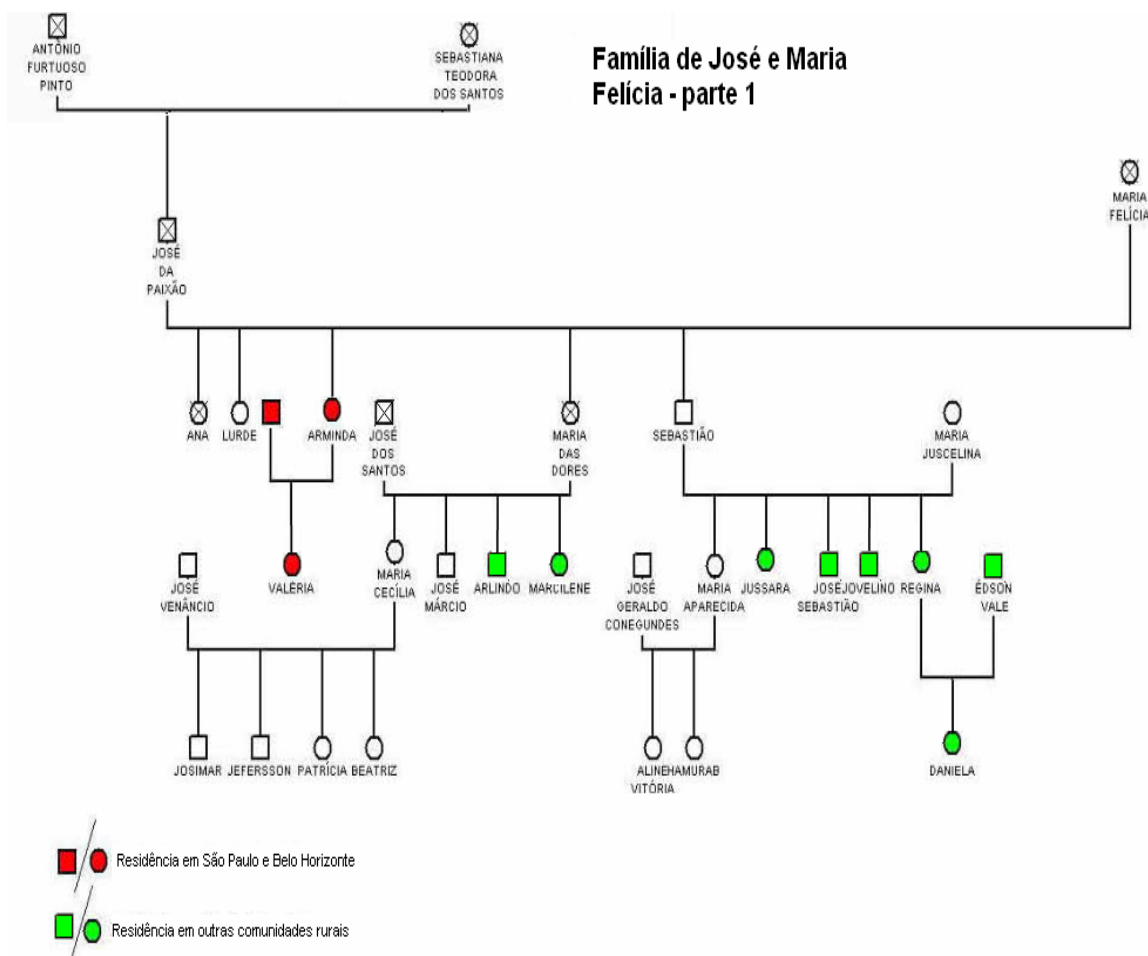 ANTÔNIO
FURTUOSO
PINTO
SEBASTIANA
TEODORA
DOS SANTOS
Família de José e Maria
Felícia - parte 1
MARIA
FELÍCIA
JOSÉ
DA
PAIXÃO
ANA
LURDE
ARMINDA
JOSÉ
DOS
SANTOS
MARIA
DAS
DORES
SEBASTIÃO
MARIA
JUSCELINA
JOSÉ
VENÂNCIO
VALÉRIA
MARIA
CECÍLIA
JOSÉ
MÁRCIO
ARLINDO
MARCILENE
JOSÉ
GERALDO
CONEGUNDES
MARIA
APARECIDA
JUSSARA
JOSÉ
SEBASTIÃO
JOVELINO
REGINA
ÉDSON
VALE
JOSIMAR
JEFERSSON
PATRÍCIA
BEATRIZ
ALINE
VITÓRIA
HAMURAB
DANIELA
Residência em São Paulo e Belo Horizonte
Residência em outras comunidades rurais